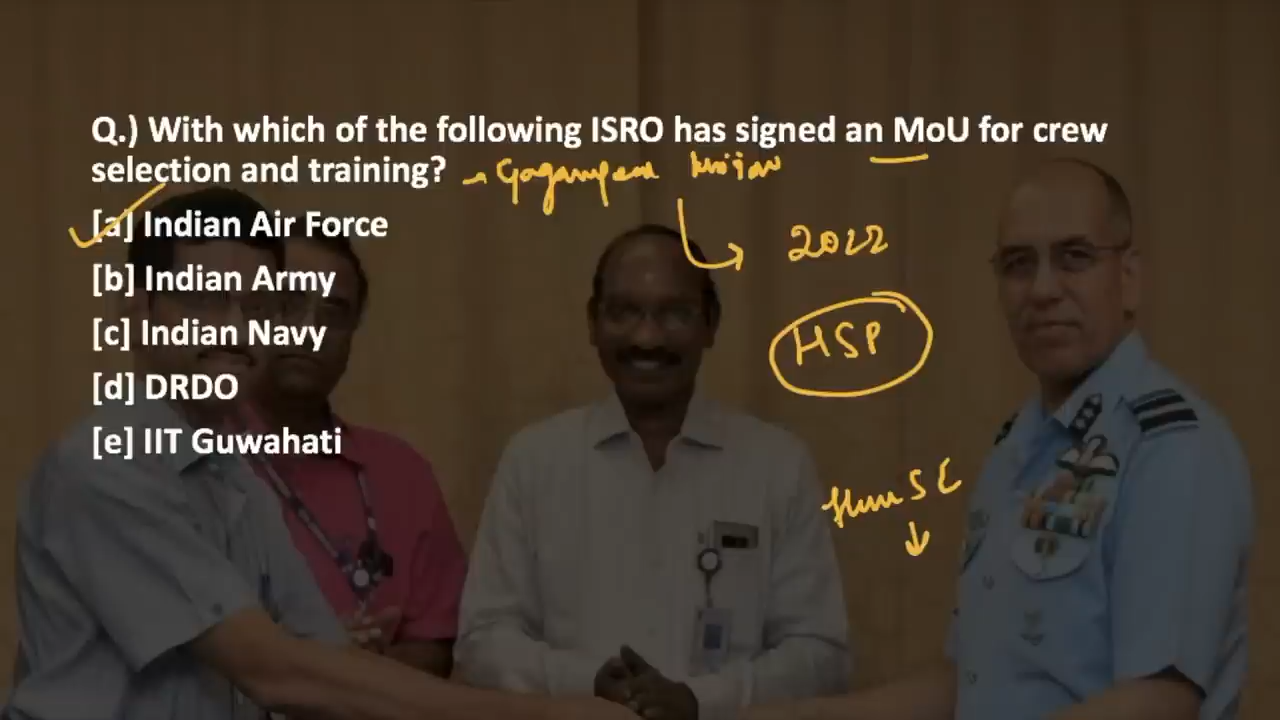 Q.) With which of the following ISRO has signed an MoU for crew
selection and training? - Gaganyaan Mission
[a] Indian Air Force
2022
[b] Indian Army
[c] Indian Navy
HSP
[d] DRDO
[e] IIT Guwahati